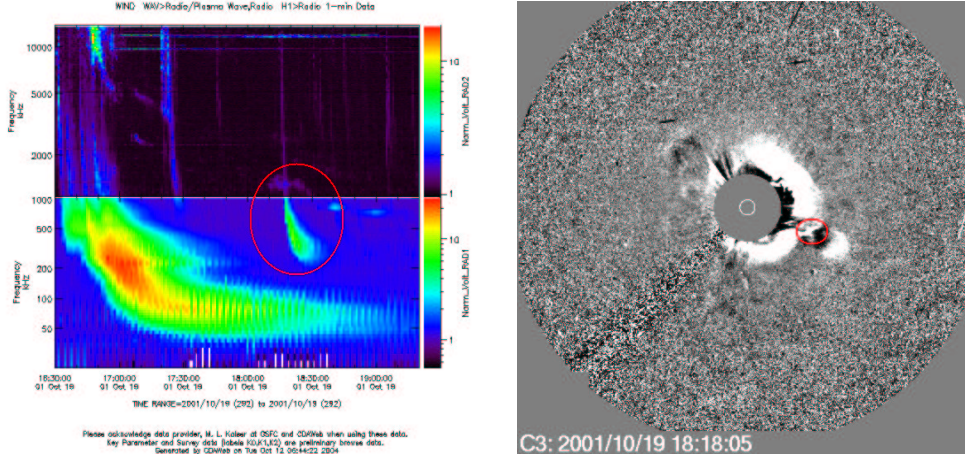 WIND WAV>Radio/Plasma Wave,Radio H1>Radio 1-min Data
10000
5000
2000
1000
Frequency
kHz
10
1
Norm_Volt_RAD2
1000
500
200
100
50
Frequency
kHz
10
1
Norm_Volt_RAD1
16:30:00 17:00:00 17:30:00 18:00:00 18:30:00 19:00:00
01 Oct 19 01 Oct 19 01 Oct 19 01 Oct 19 01 Oct 19 01 Oct 19
TIME RANGE=2001/10/19 (292) to 2001/10/19 (292)
Please acknowledge data provider, M. L. Kaiser at GSFC and CDAWeb when using these data.
Key Parameter and Survey data (labels K0,K1,K2) are preliminary browse data.
Generated by CDAWeb on Tue Oct 12 06:44:22 2004
C3: 2001/10/19 18:18:05